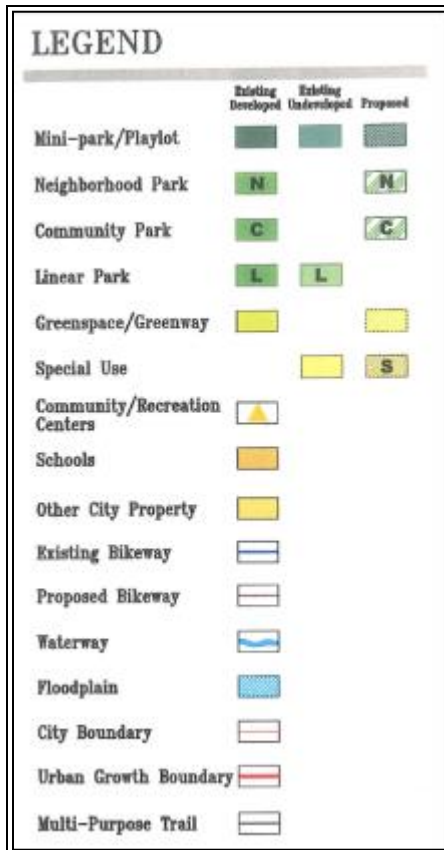 LEGEND
Existing Developed Existing Undeveloped Proposed
Mini-park/Playlot
Neighborhood Park N N
Community Park C C
Linear Park L L
Greenspace/Greenway
Special Use S
Community/Recreation
Centers
Schools
Other City Property
Existing Bikeway
Proposed Bikeway
Waterway
Floodplain
City Boundary
Urban Growth Boundary
Multi-Purpose Trail